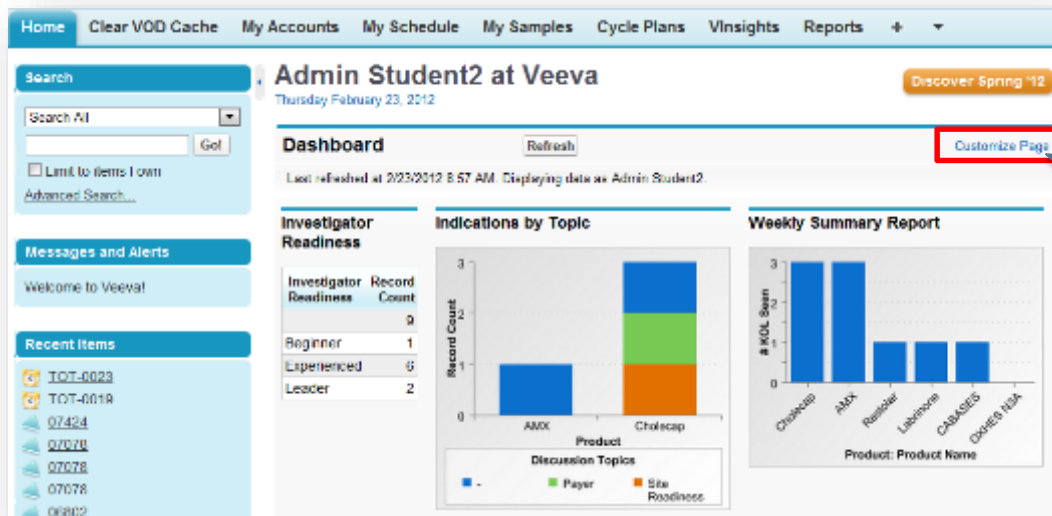 Home Clear VOD Cache My Accounts My Schedule My Samples Cycle Plans VInsights Reports +
Search
Search All
Go!
Limit to items I own
Advanced Search...
Messages and Alerts
Welcome to Veeva!
Recent Items
TOT-0023
TOT-0019
07424
07078
07078
07078
06802
Admin Student2 at Veeva
Thursday February 23, 2012
Discover Spring '12
Dashboard
Refresh
Customize Page
Last refreshed at 2/23/2012 8:57 AM. Displaying data as Admin Student2.
Investigator
Readiness
Investigator Record
Readiness Count
9
Beginner 1
Experienced 6
Leader 2
Indications by Topic
Record Count
3
2
1
0
AMX Cholecap
Product
Discussion Topics
- Payer Site
Readiness
Weekly Summary Report
# KOL Seen
3
2
1
0
Cholecap AMX Restolar Labrinone CABASES
Product: Product Name